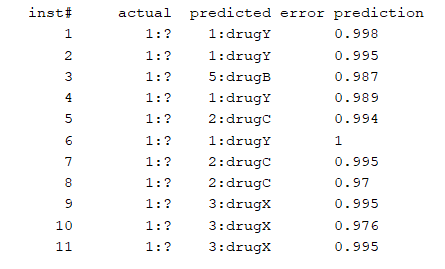 inst# actual predicted error prediction
1 1:? 1:drugY 0.998
2 1:? 1:drugY 0.995
3 1:? 5:drugB 0.987
4 1:? 1:drugY 0.989
5 1:? 2:drugC 0.994
6 1:? 1:drugY 1
7 1:? 2:drugC 0.995
8 1:? 2:drugC 0.97
9 1:? 3:drugX 0.995
10 1:? 3:drugX 0.976
11 1:? 3:drugX 0.995